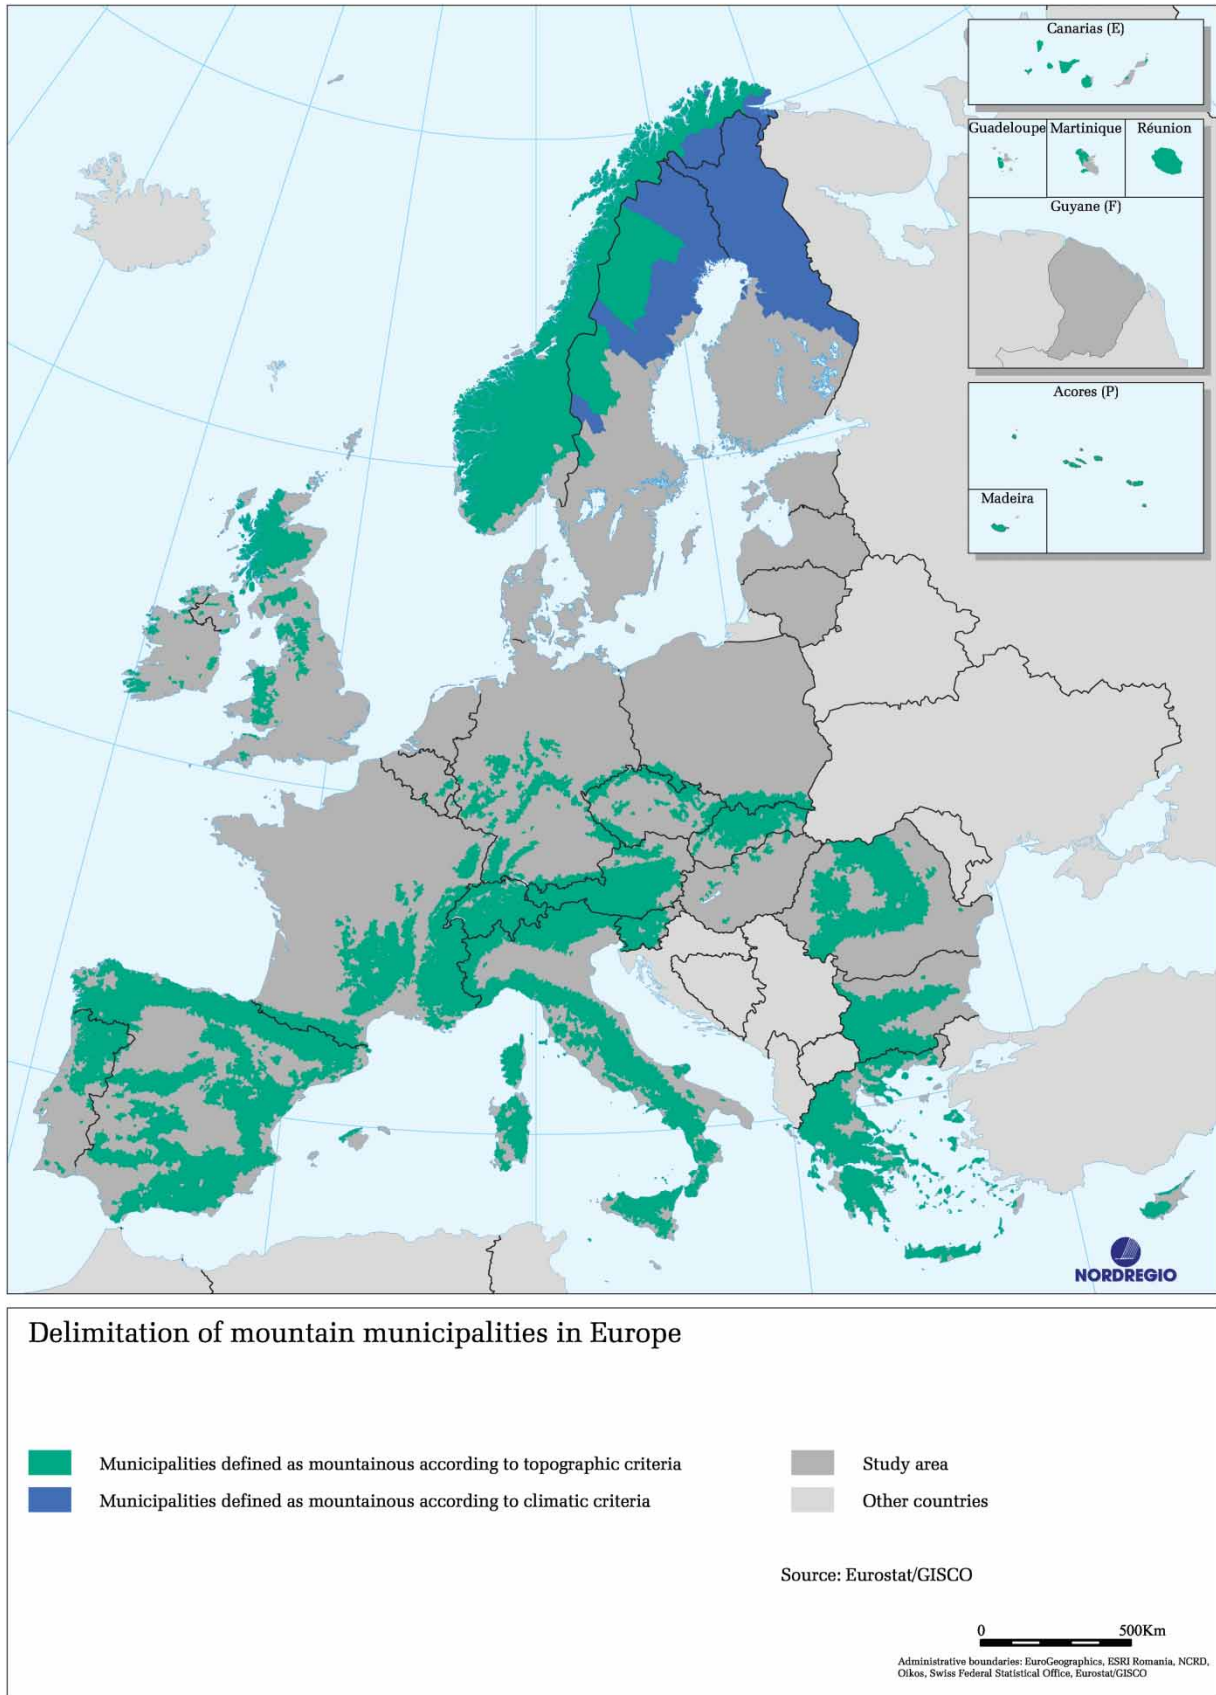 Canarias (E)
Guadeloupe
Martinique
Réunion
Guyane (F)
Acores (P)
Madeira
NORDREGIO
Delimitation of mountain municipalities in Europe
Municipalities defined as mountainous according to topographic criteria
Municipalities defined as mountainous according to climatic criteria
Study area
Other countries
Source: Eurostat/GISCO
0 500Km
Administrative boundaries: EuroGeographics, ESRI Romania, NCRD,
Oikos, Swiss Federal Statistical Office, Eurostat/GISCO